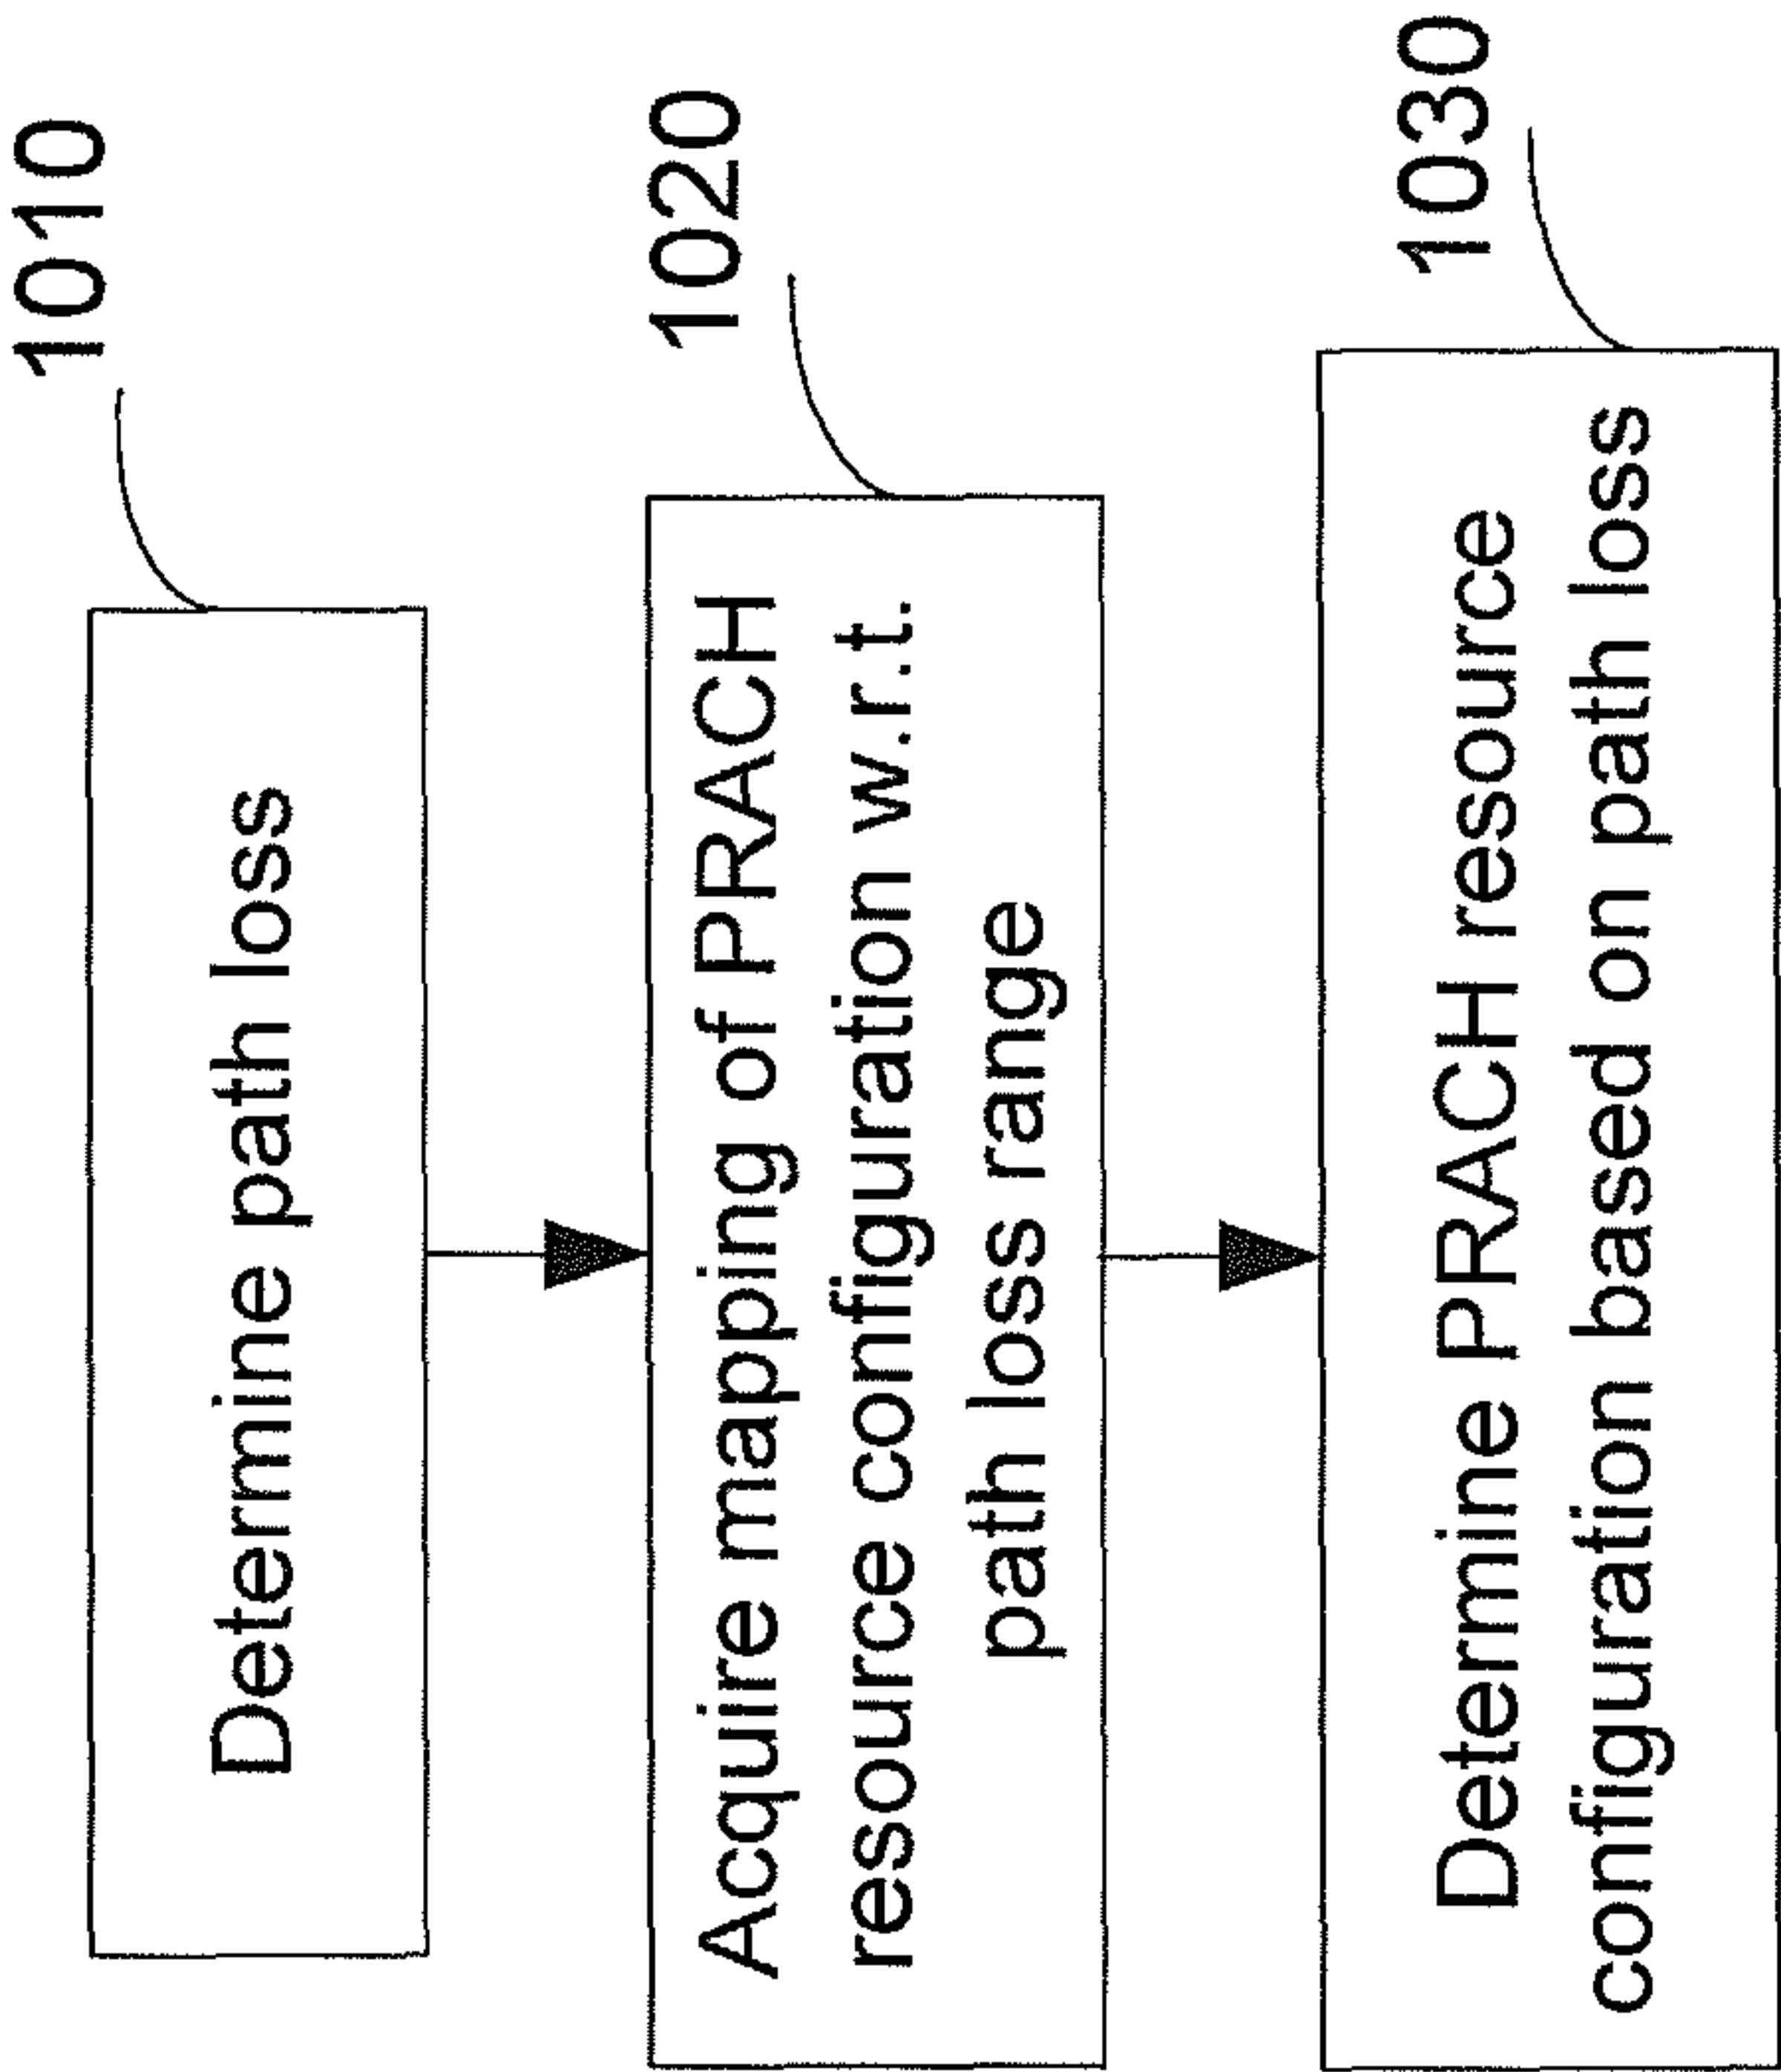 1010
Determine path loss
1020
Acquire mapping of PRACH
resource configuration w.r.t.
path loss range
1030
Determine PRACH resource
configuration based on path loss